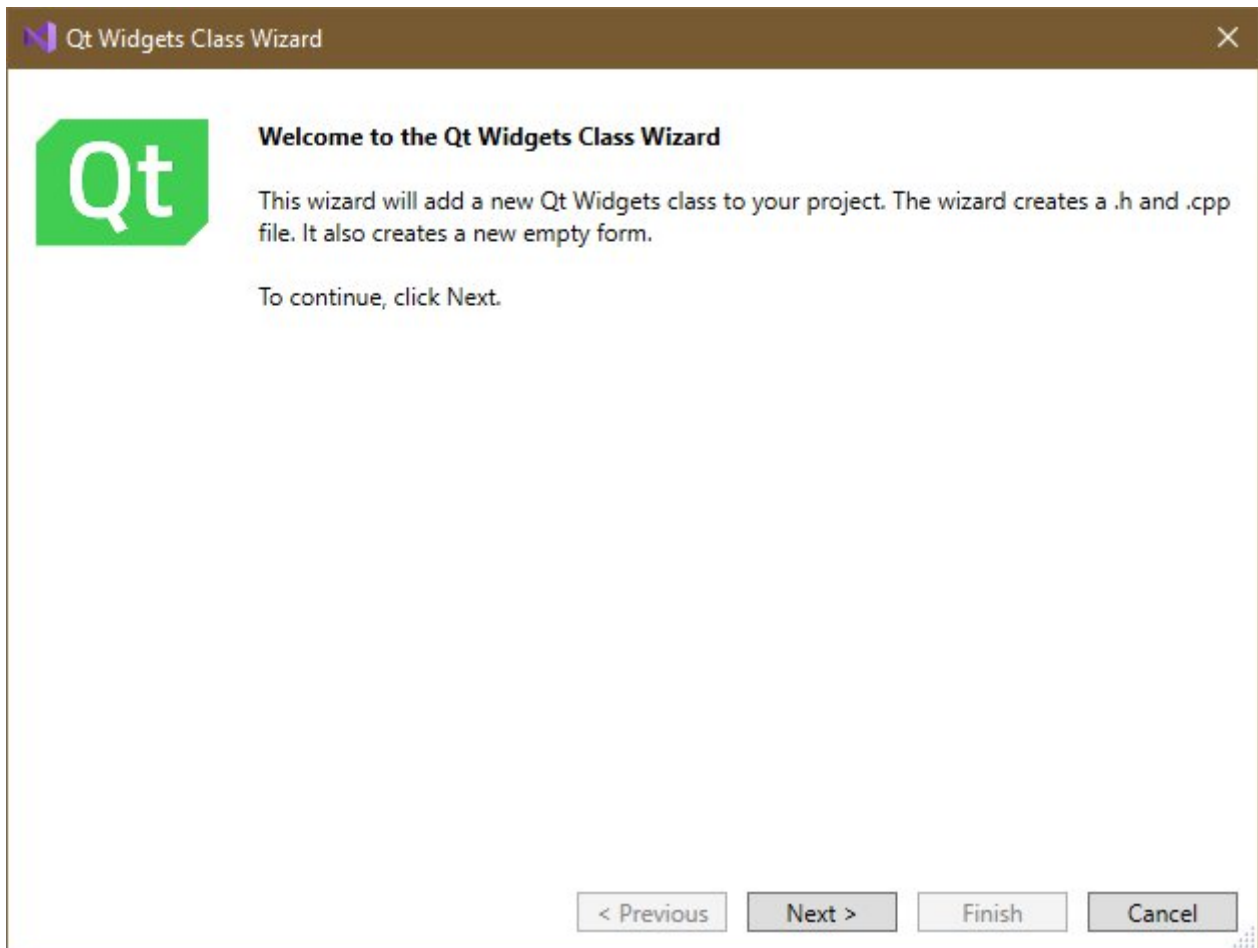 Qt Widgets Class Wizard
Qt
Welcome to the Qt Widgets Class Wizard
This wizard will add a new Qt Widgets class to your project. The wizard creates a .h and .cpp
file. It also creates a new empty form.
To continue, click Next.
< Previous
Next >
Finish
Cancel